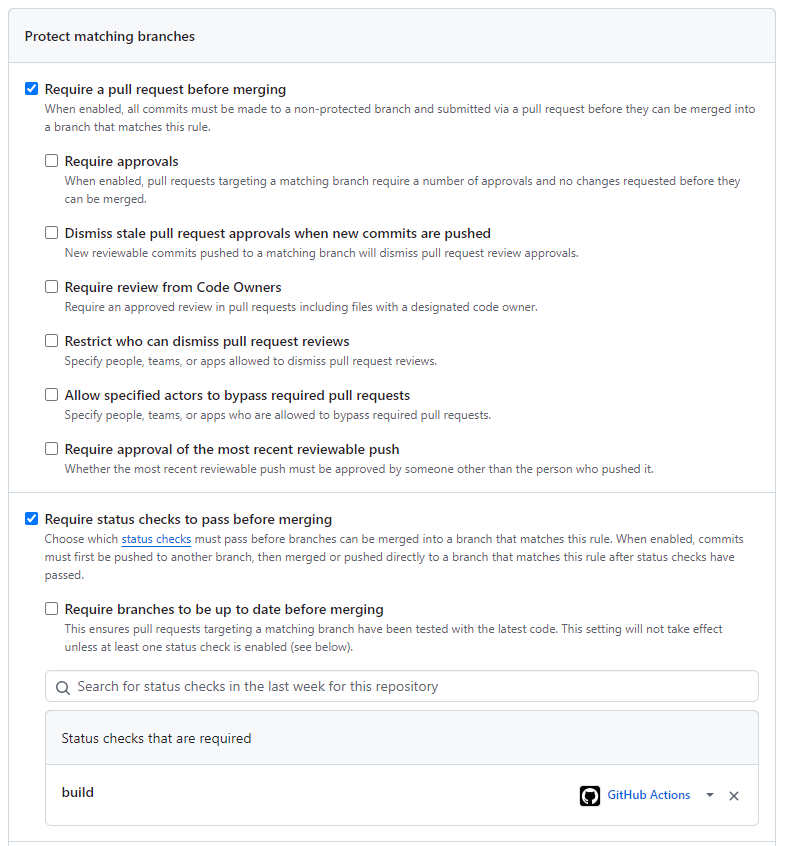 Protect matching branches
Require a pull request before merging
When enabled, all commits must be made to a non-protected branch and submitted via a pull request before they can be merged into
a branch that matches this rule.
Require approvals
When enabled, pull requests targeting a matching branch require a number of approvals and no changes requested before they
can be merged.
Dismiss stale pull request approvals when new commits are pushed
New reviewable commits pushed to a matching branch will dismiss pull request review approvals.
Require review from Code Owners
Require an approved review in pull requests including files with a designated code owner.
Restrict who can dismiss pull request reviews
Specify people, teams, or apps allowed to dismiss pull request reviews.
Allow specified actors to bypass required pull requests
Specify people, teams, or apps who are allowed to bypass required pull requests.
Require approval of the most recent reviewable push
Whether the most recent reviewable push must be approved by someone other than the person who pushed it.
Require status checks to pass before merging
Choose which status checks must pass before branches can be merged into a branch that matches this rule. When enabled, commits
must first be pushed to another branch, then merged or pushed directly to a branch that matches this rule after status checks have
passed.
Require branches to be up to date before merging
This ensures pull requests targeting a matching branch have been tested with the latest code. This setting will not take effect
unless at least one status check is enabled (see below).
Search for status checks in the last week for this repository
Status checks that are required
build
GitHub Actions